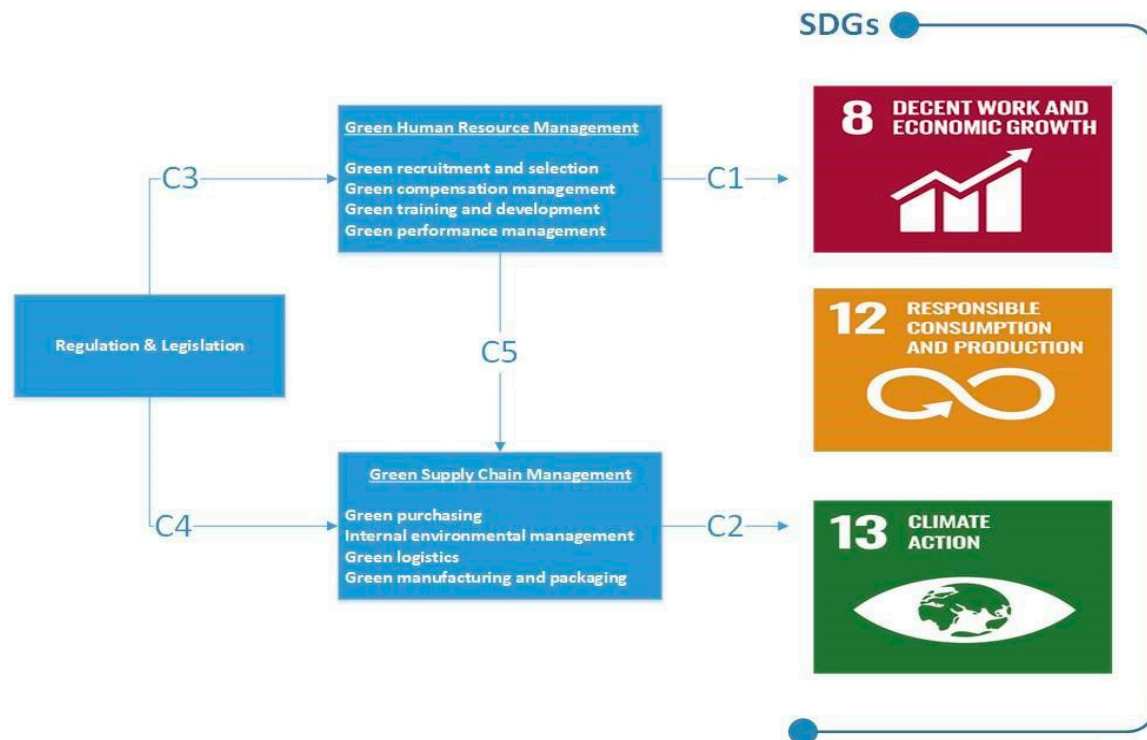 SDGs
Green Human Resource Management
Green recruitment and selection
Green compensation management
Green training and development
Green performance management
C3
C1
8 DECENT WORK AND
ECONOMIC GROWTH
Regulation & Legislation
C5
12 RESPONSIBLE
CONSUMPTION
AND PRODUCTION
Green Supply Chain Management
Green purchasing
Internal environmental management
Green logistics
Green manufacturing and packaging
C4
C2
13 CLIMATE
ACTION